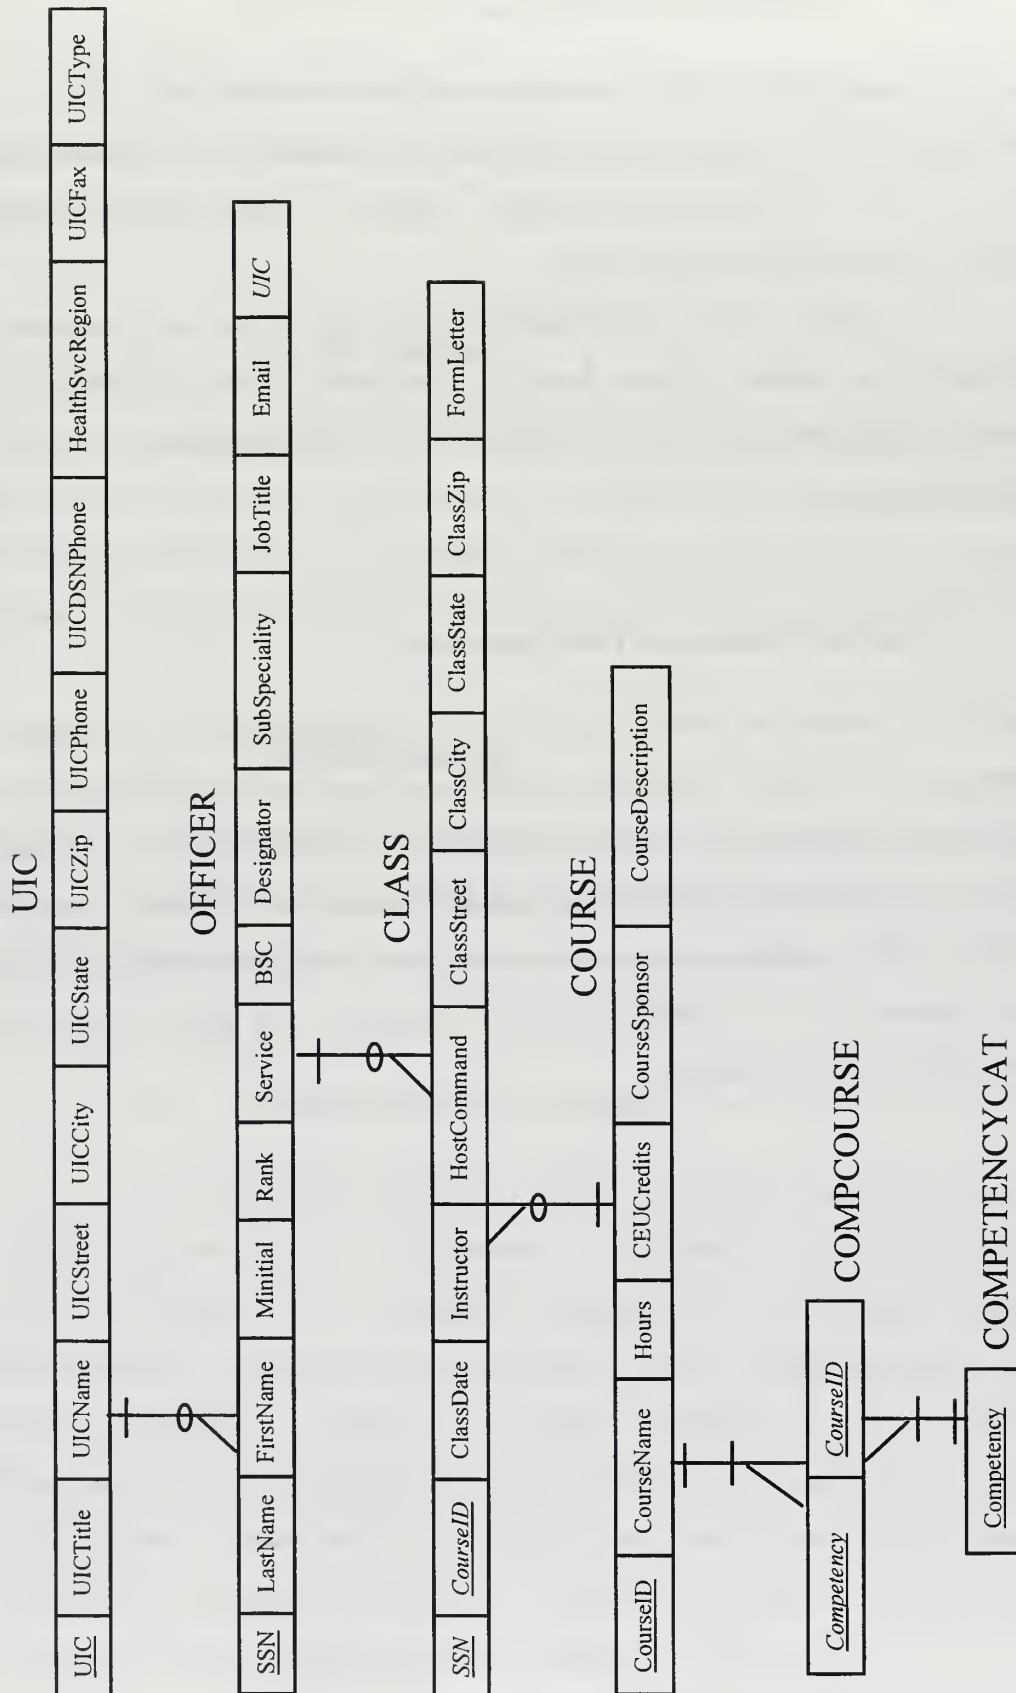 UIC
UIC UICTitle UICName UICStreet UICCity UICState UICZip UICPhone UICDSNPhone HealthSvcRegion UICFax UICType
OFFICER
SSN LastName FirstName Minitial Rank Service BSC Designator SubSpeciality JobTitle Email UIC
CLASS
SSN CourseID ClassDate Instructor HostCommand ClassStreet ClassCity ClassState ClassZip FormLetter
COURSE
CourseID CourseName Hours CEUCredits CourseSponsor CourseDescription
COMPCOURSE
Competency CourseID
COMPETENCYCAT
Competency